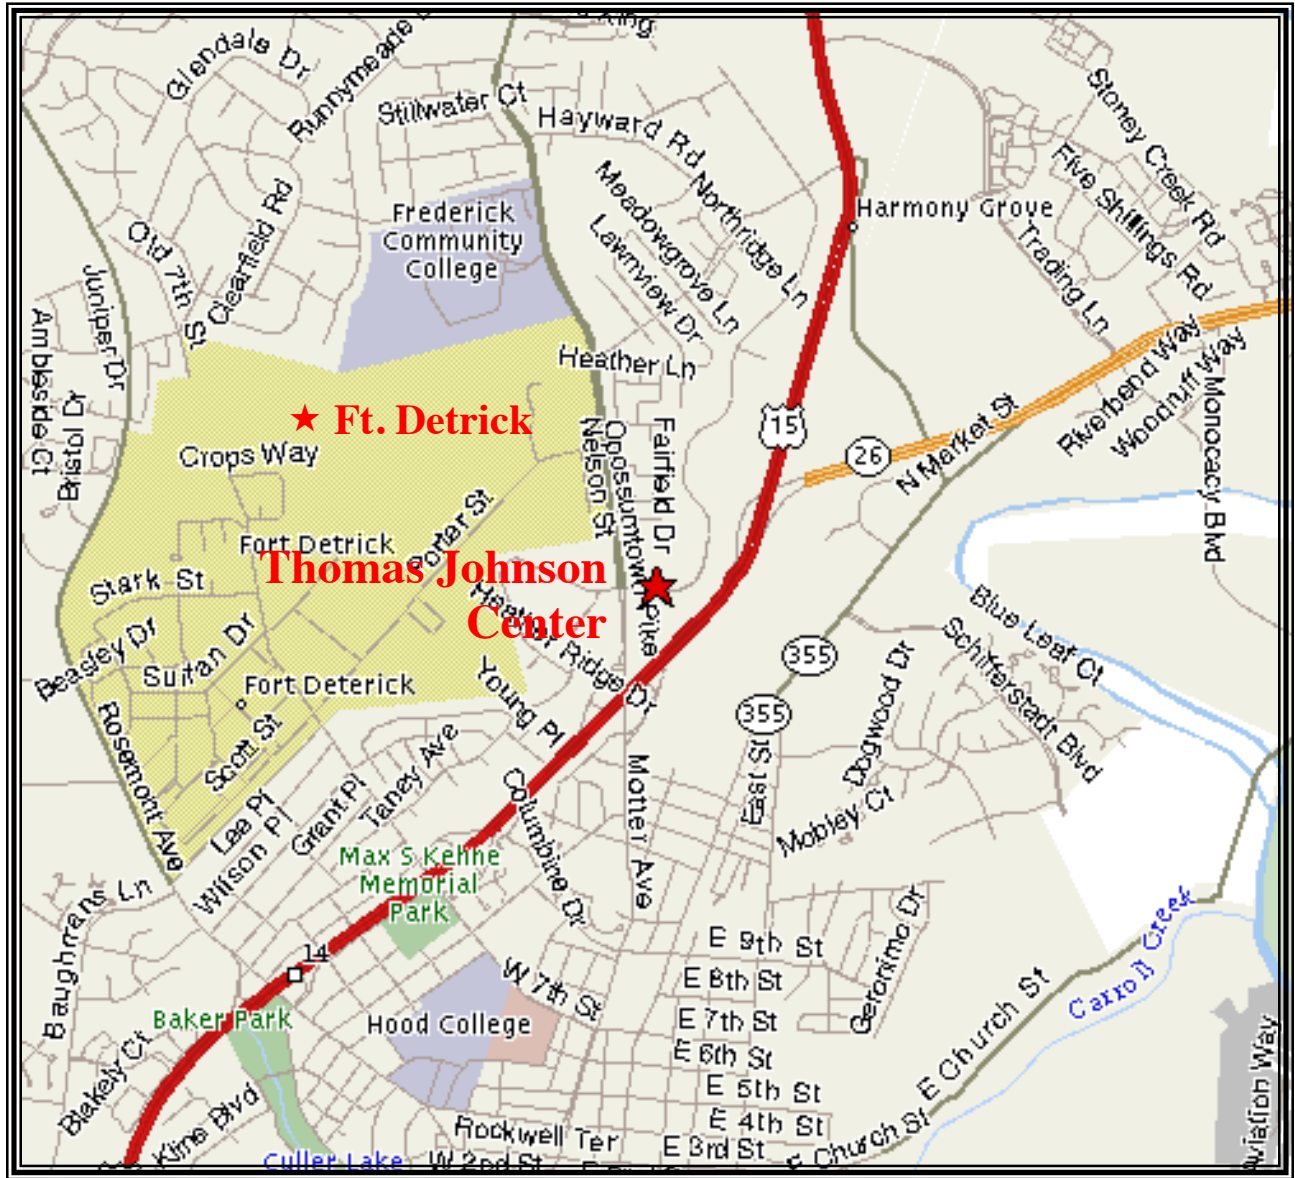 Glendale Dr
Runnymeade
Stillwater Ct
Hayward Rd
Stoney Creek Rd
Five Shillings Rd
Meadowgrove Ln
Northridge Ln
Lawnview Dr
Harmony Grove
Trading Ln
Frederick
Community
College
Old 7th St
Clearfield Rd
Juniper Dr
Ambleside Ct
Bristol Dr
Heather Ln
Riverbend Way
Woodruff Way
Monocacy Blvd
Ft. Detrick
Crops Way
Nelson St
Opossumtown Pike
Fairfield Dr
15
26
N Market St
Porter St
Fort Detrick
Thomas Johnson
Center
Stark St
Heather Ridge Dr
Blue Leaf Ct
Schifferstadt Blvd
Beasley Dr
Sultan Dr
355
Dogwood Dr
Fort Deterick
Young Pl
355
Rosemont Ave
Scott St
Taney Ave
East St
Motter Ave
Lee Pl
Grant Pl
Columbine Dr
Mobley Ct
Wilson Pl
Max S Kehne
Memorial
Park
Baughmans Ln
Geronimo Dr
Carroll Creek
14
E 9th St
W 7th St
E 8th St
Baker Park
Hood College
E 7th St
E 6th St
E Church St
Aviation Way
Blakely Ct
Kline Blvd
E 5th St
E 4th St
Rockwell Ter
E 3rd St
E Church St
Culler Lake
W 2nd St